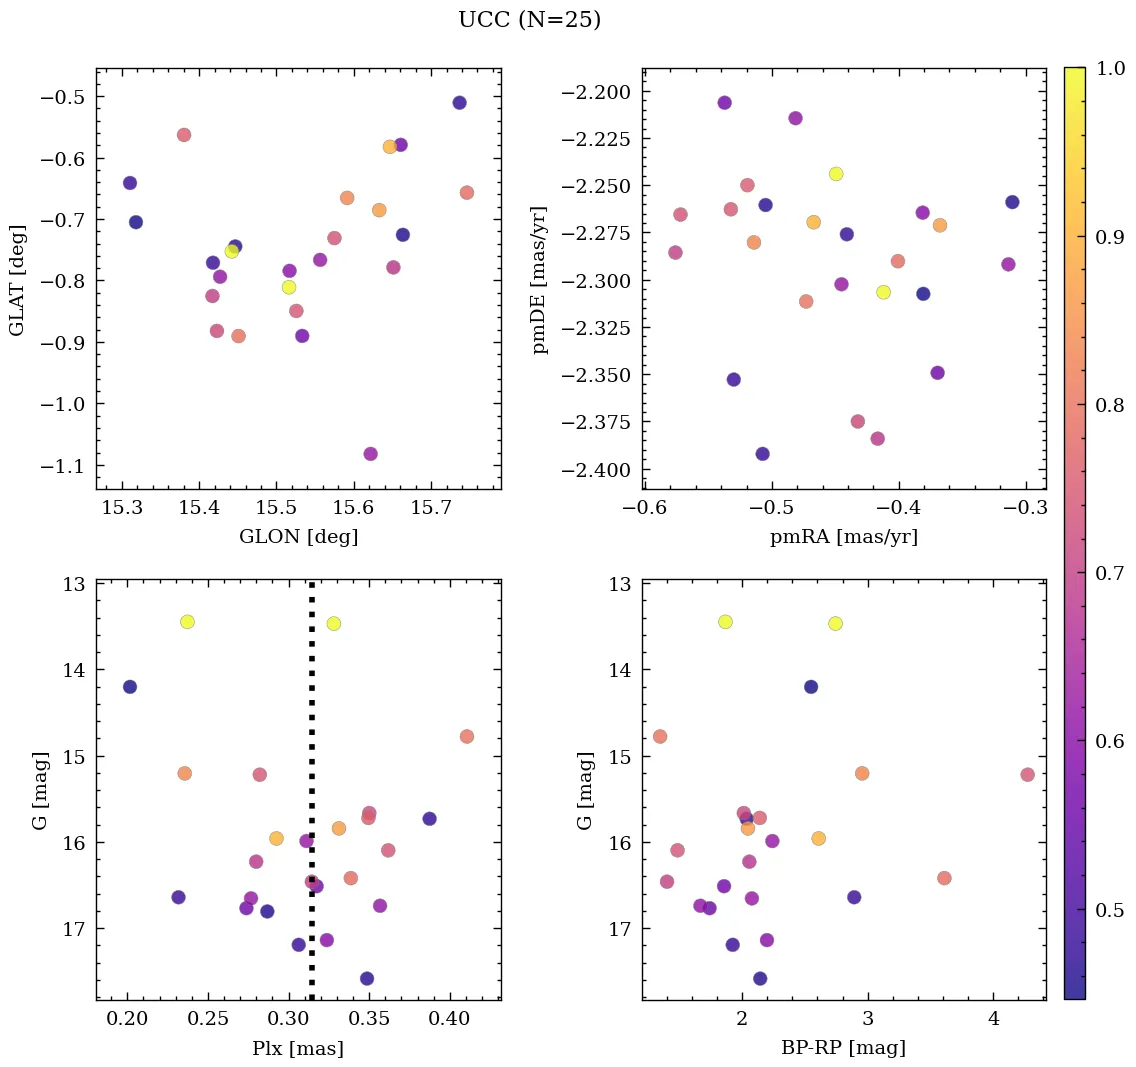 UCC (N=25)
−0.5
−0.6
−0.7
−0.8
−0.9
−1.0
−1.1
GLAT [deg]
15.3 15.4 15.5 15.6 15.7
GLON [deg]
−2.200
−2.225
−2.250
−2.275
−2.300
−2.325
−2.350
−2.375
−2.400
pmDE [mas/yr]
−0.6 −0.5 −0.4 −0.3
pmRA [mas/yr]
13
14
15
16
17
G [mag]
0.20 0.25 0.30 0.35 0.40
Plx [mas]
13
14
15
16
17
G [mag]
2 3 4
BP-RP [mag]
1.0
0.9
0.8
0.7
0.6
0.5